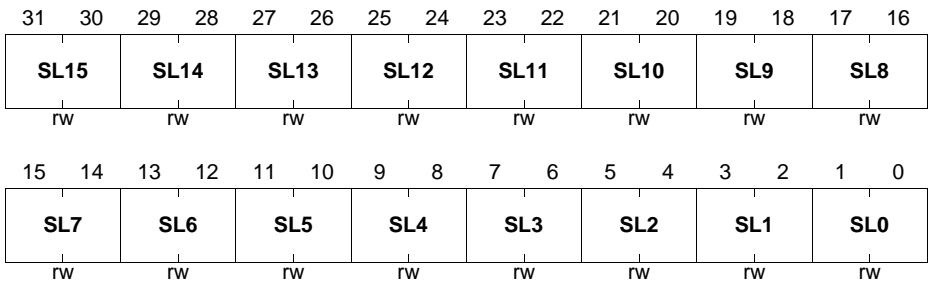 31 30 29 28 27 26 25 24 23 22 21 20 19 18 17 16
SL15 SL14 SL13 SL12 SL11 SL10 SL9 SL8
rw rw rw rw rw rw rw rw
15 14 13 12 11 10 9 8 7 6 5 4 3 2 1 0
SL7 SL6 SL5 SL4 SL3 SL2 SL1 SL0
rw rw rw rw rw rw rw rw